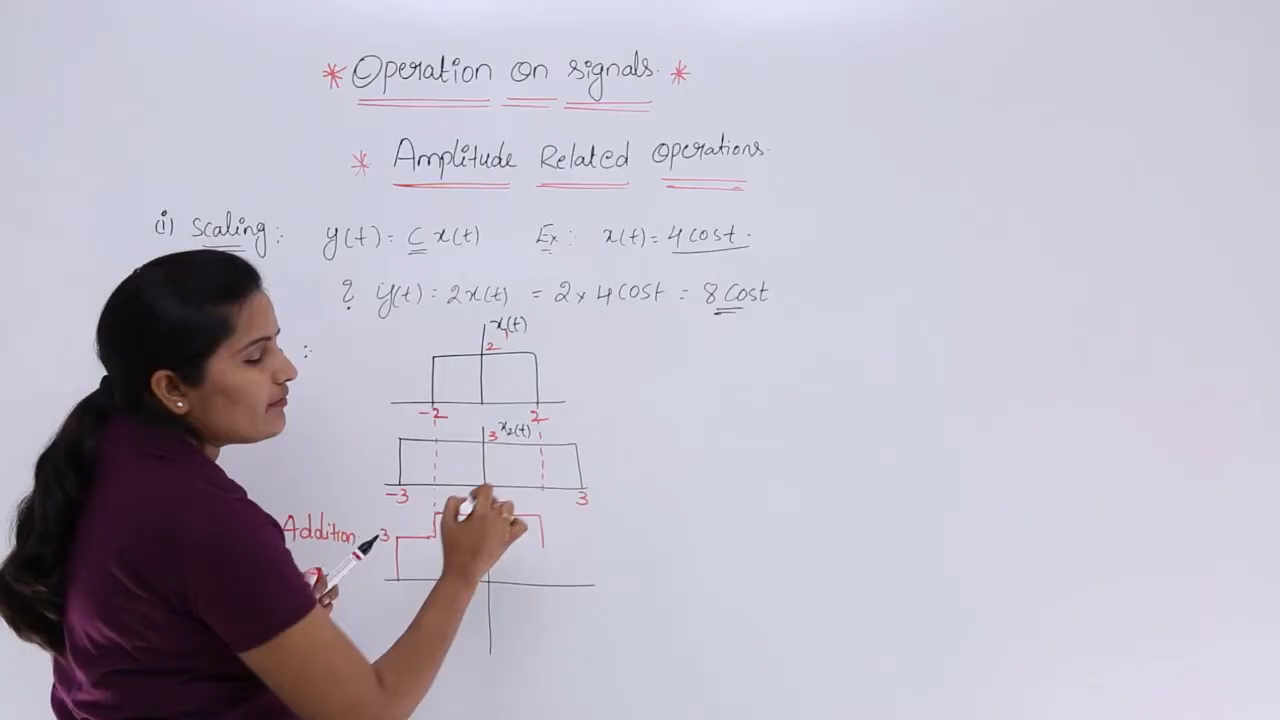 * Operation on signals. *
* Amplitude Related Operations.
(i) Scaling: y(t) = C x(t) Ex: x(t) = 4 cost.
? y(t) = 2x(t) = 2 x 4 cost = 8 cost
:
x1(t)
2
-2 2
3 x2(t)
-3 3
Addition. 3